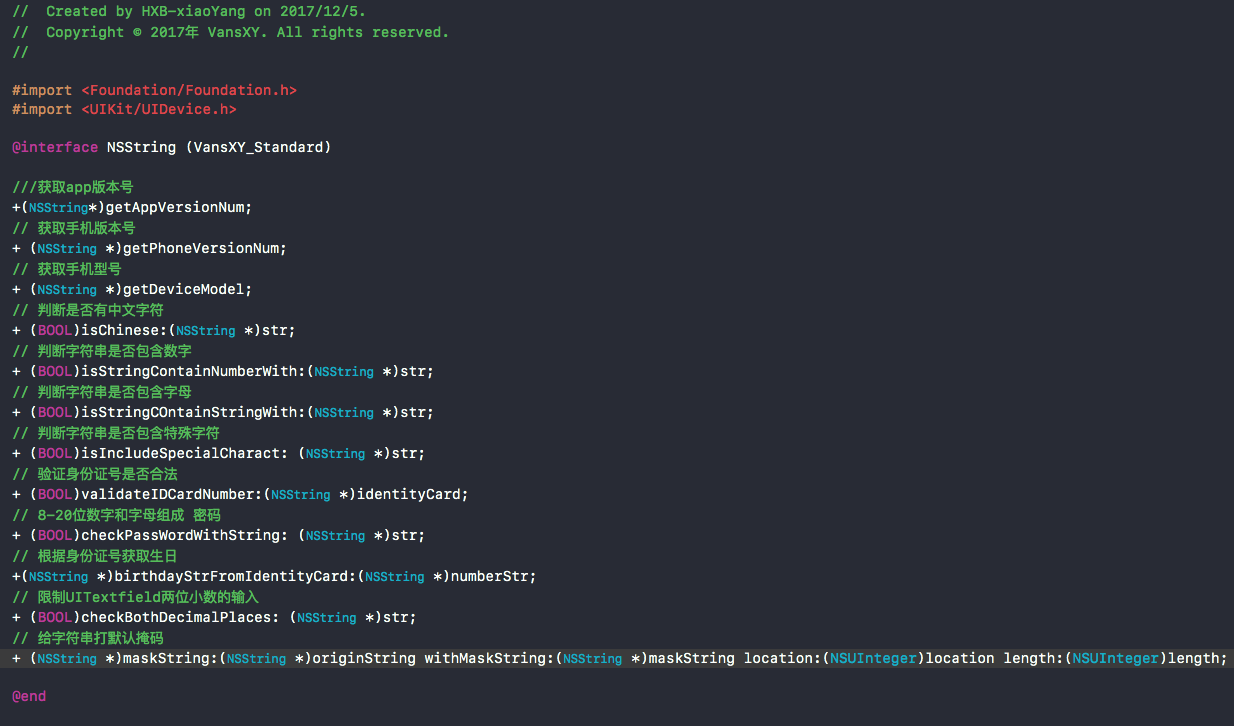 //  Created by HXB-xiaoYang on 2017/12/5.
//  Copyright © 2017年 VansXY. All rights reserved.
//
#import <Foundation/Foundation.h>
#import <UIKit/UIDevice.h>
@interface NSString (VansXY_Standard)
///获取app版本号
+(NSString*)getAppVersionNum;
// 获取手机版本号
+ (NSString *)getPhoneVersionNum;
// 获取手机型号
+ (NSString *)getDeviceModel;
// 判断是否有中文字符
+ (BOOL)isChinese:(NSString *)str;
// 判断字符串是否包含数字
+ (BOOL)isStringContainNumberWith:(NSString *)str;
// 判断字符串是否包含字母
+ (BOOL)isStringCOntainStringWith:(NSString *)str;
// 判断字符串是否包含特殊字符
+ (BOOL)isIncludeSpecialCharact: (NSString *)str;
// 验证身份证号是否合法
+ (BOOL)validateIDCardNumber:(NSString *)identityCard;
// 8-20位数字和字母组成 密码
+ (BOOL)checkPassWordWithString: (NSString *)str;
// 根据身份证号获取生日
+(NSString *)birthdayStrFromIdentityCard:(NSString *)numberStr;
// 限制UITextfield两位小数的输入
+ (BOOL)checkBothDecimalPlaces: (NSString *)str;
// 给字符串打默认掩码
+ (NSString *)maskString:(NSString *)originString withMaskString:(NSString *)maskString location:(NSUInteger)location length:(NSUInteger)length;
@end